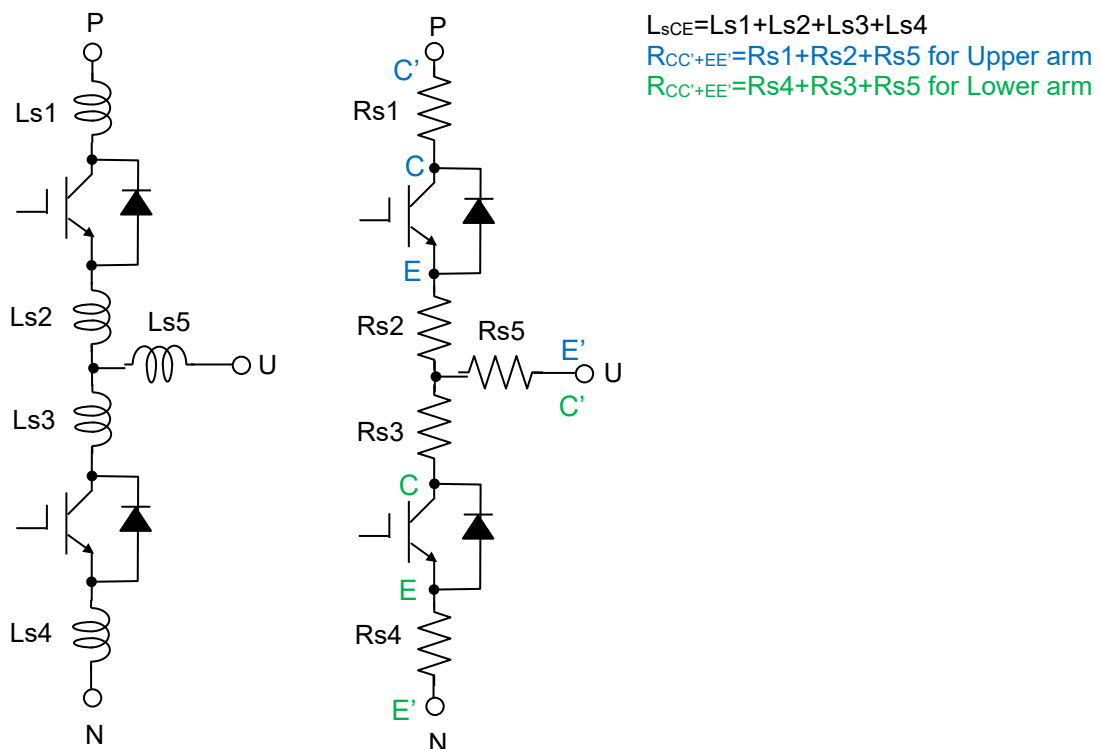 P
Ls1
Ls2
Ls5
U
Ls3
Ls4
N
P
C’
Rs1
C
E
Rs2
Rs5
E’
U
C’
Rs3
C
E
Rs4
E’
N
LsCE=Ls1+Ls2+Ls3+Ls4
RCC’+EE’=Rs1+Rs2+Rs5 for Upper arm
RCC’+EE’=Rs4+Rs3+Rs5 for Lower arm